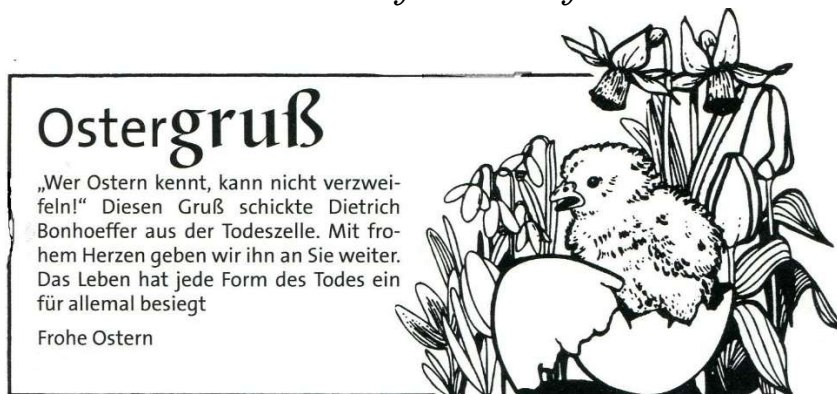 Ostergruß
„Wer Ostern kennt, kann nicht verzwei-
feln!“ Diesen Gruß schickte Dietrich
Bonhoeffer aus der Todeszelle. Mit fro-
hem Herzen geben wir ihn an Sie weiter.
Das Leben hat jede Form des Todes ein
für allemal besiegt
Frohe Ostern